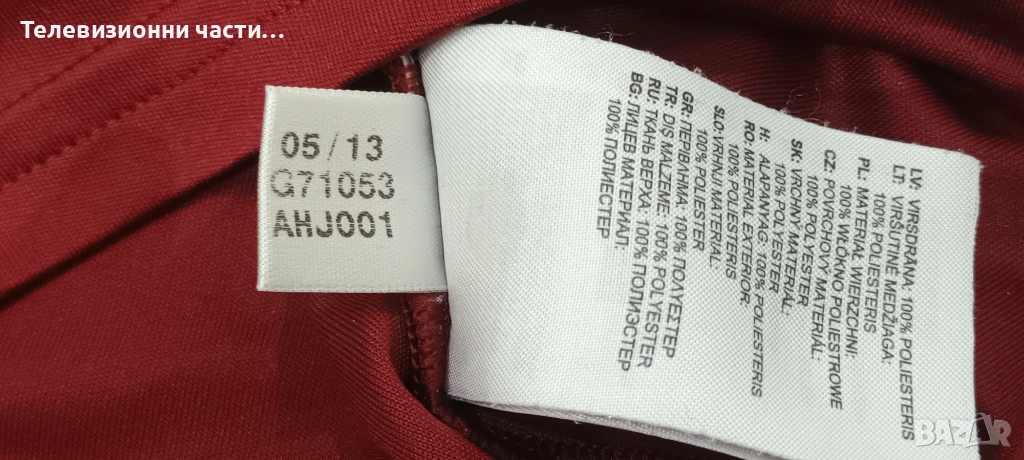 Телевизионни части...
05/13
G71053
AHJ001
LV: VIRSDRĀNA: 100% POLIESTERIS
LT: VIRŠUTINĖ MEDŽIAGA:
100% POLIESTERIS
PL: MATERIAŁ WIERZCHNI:
100% WŁÓKNO POLIESTROWE
CZ: POVRCHOVÝ MATERIÁL:
100% POLYESTER
SK: VRCHNÝ MATERIÁL:
100% POLYESTER
H: ALAPANYAG: 100% POLIESTERIS
RO: MATERIAL EXTERIOR:
100% POLIESTER
SLO: VRHNJI MATERIAL:
100% POLIESTER
GR: ΠΕΡΙΒΛΗΜΑ: 100% ΠΟΛΥΕΣΤΕΡ
TR: DIŞ MALZEME: 100% POLYESTER
RU: ТКАНЬ ВЕРХА: 100% ПОЛИЭСТЕР
BG: ЛИЦЕВ МАТЕРИАЛ:
100% ПОЛИЕСТЕР
BAZAR